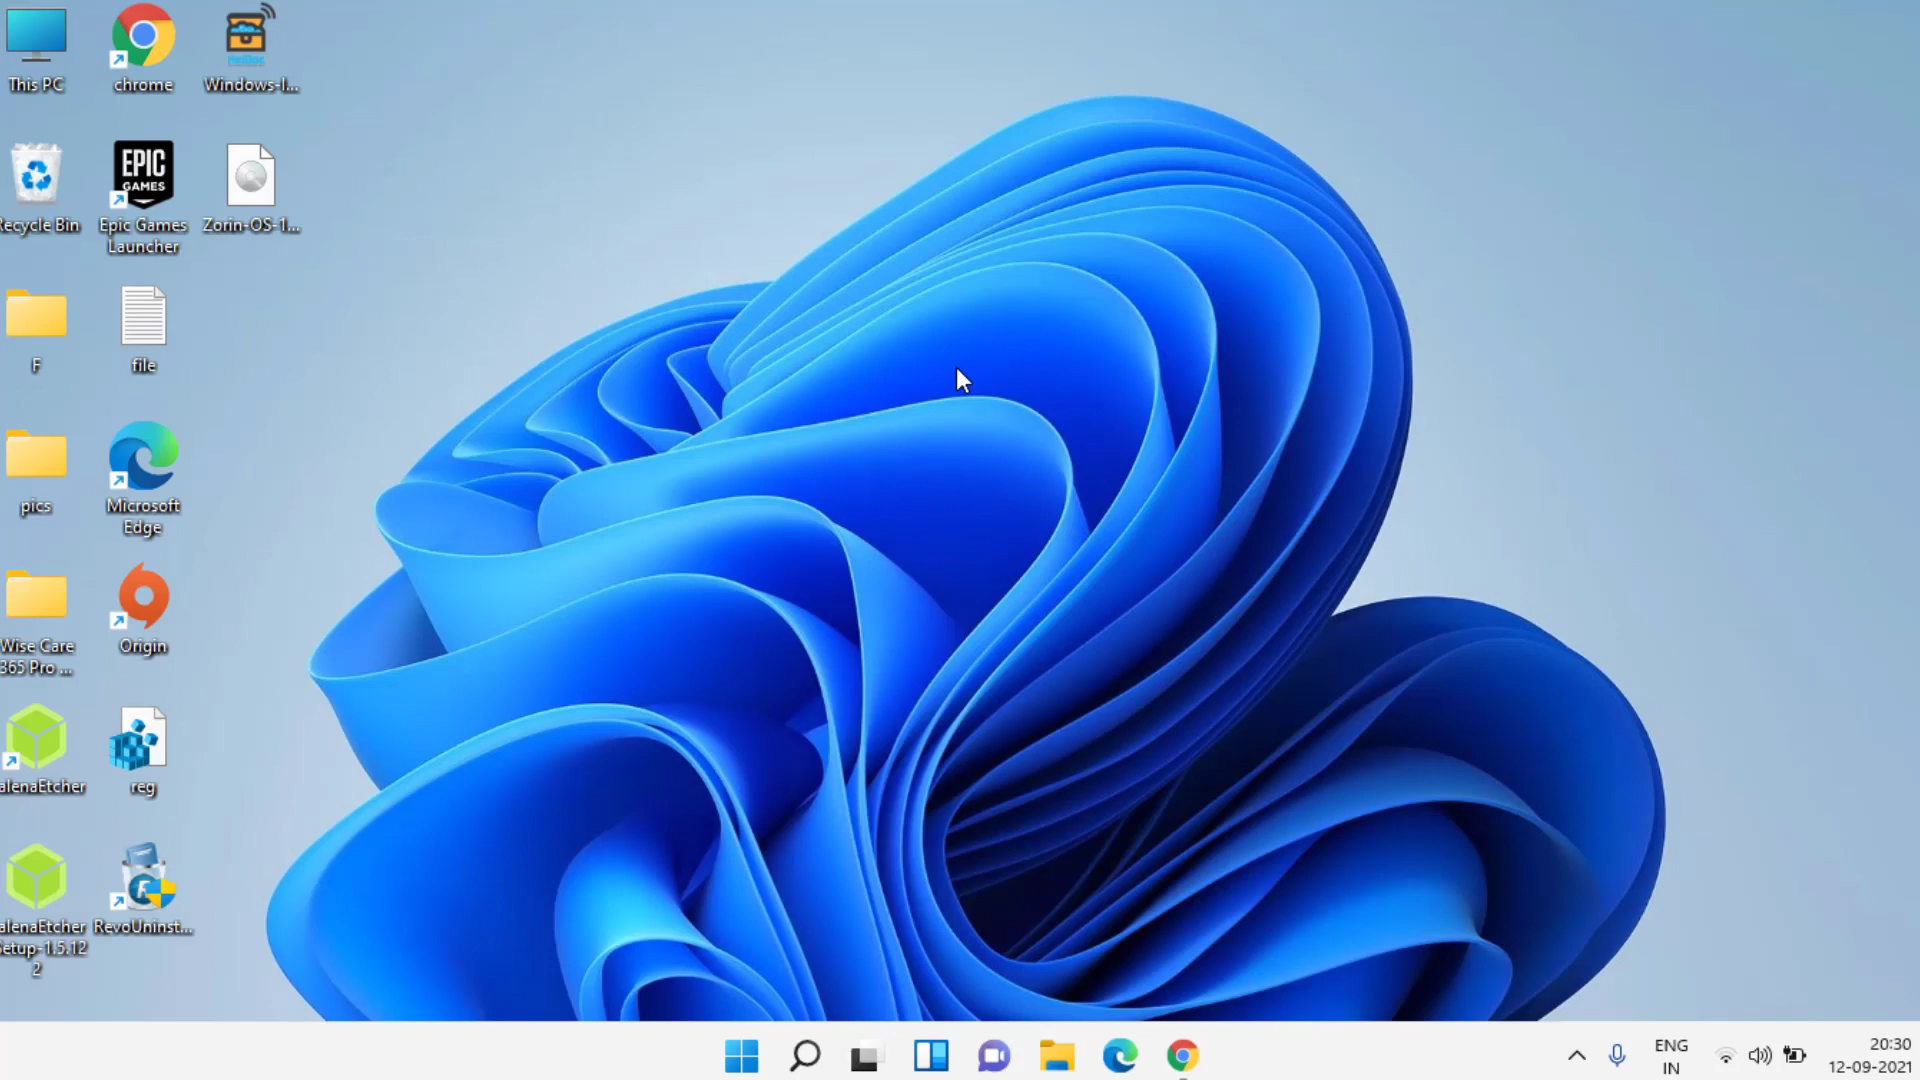 This PC
chrome
Windows-I...
Recycle Bin
EPIC
GAMES
Epic Games
Launcher
Zorin-OS-1...
F
file
pics
Microsoft
Edge
Wise Care
365 Pro ...
Origin
alenaEtcher
reg
alenaEtcher
Setup-1.5.12
2
RevoUninst...
ENG
IN
20:30
12-09-2021